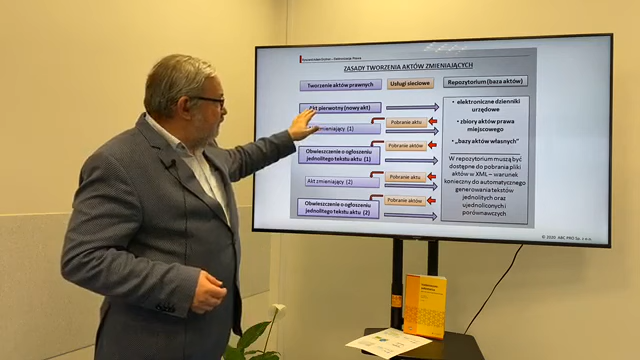 ZASADY TWORZENIA AKTÓW ZMIENIAJĄCYCH
Tworzenie aktów prawnych
Usługi sieciowe
Repozytorium (baza aktów)
Akt pierwotny (nowy akt)
zmieniający (1)
Pobranie aktu
Obwieszczenie o ogłoszeniu
jednolitego tekstu aktu (1)
Pobranie aktów
Akt zmieniający (2)
Pobranie aktu
Obwieszczenie o ogłoszeniu
jednolitego tekstu aktu (2)
Pobranie aktów
• elektroniczne dzienniki
urzędowe
• zbiory aktów prawa
miejscowego
• „bazy aktów własnych"
W repozytorium muszą być
dostępne do pobrania pliki
aktów w XML – warunek
konieczny do automatycznego
generowania tekstów
jednolitych oraz
ujednoliconych i
porównawczych
© 2020 ABC PRO Sp. z o.o.